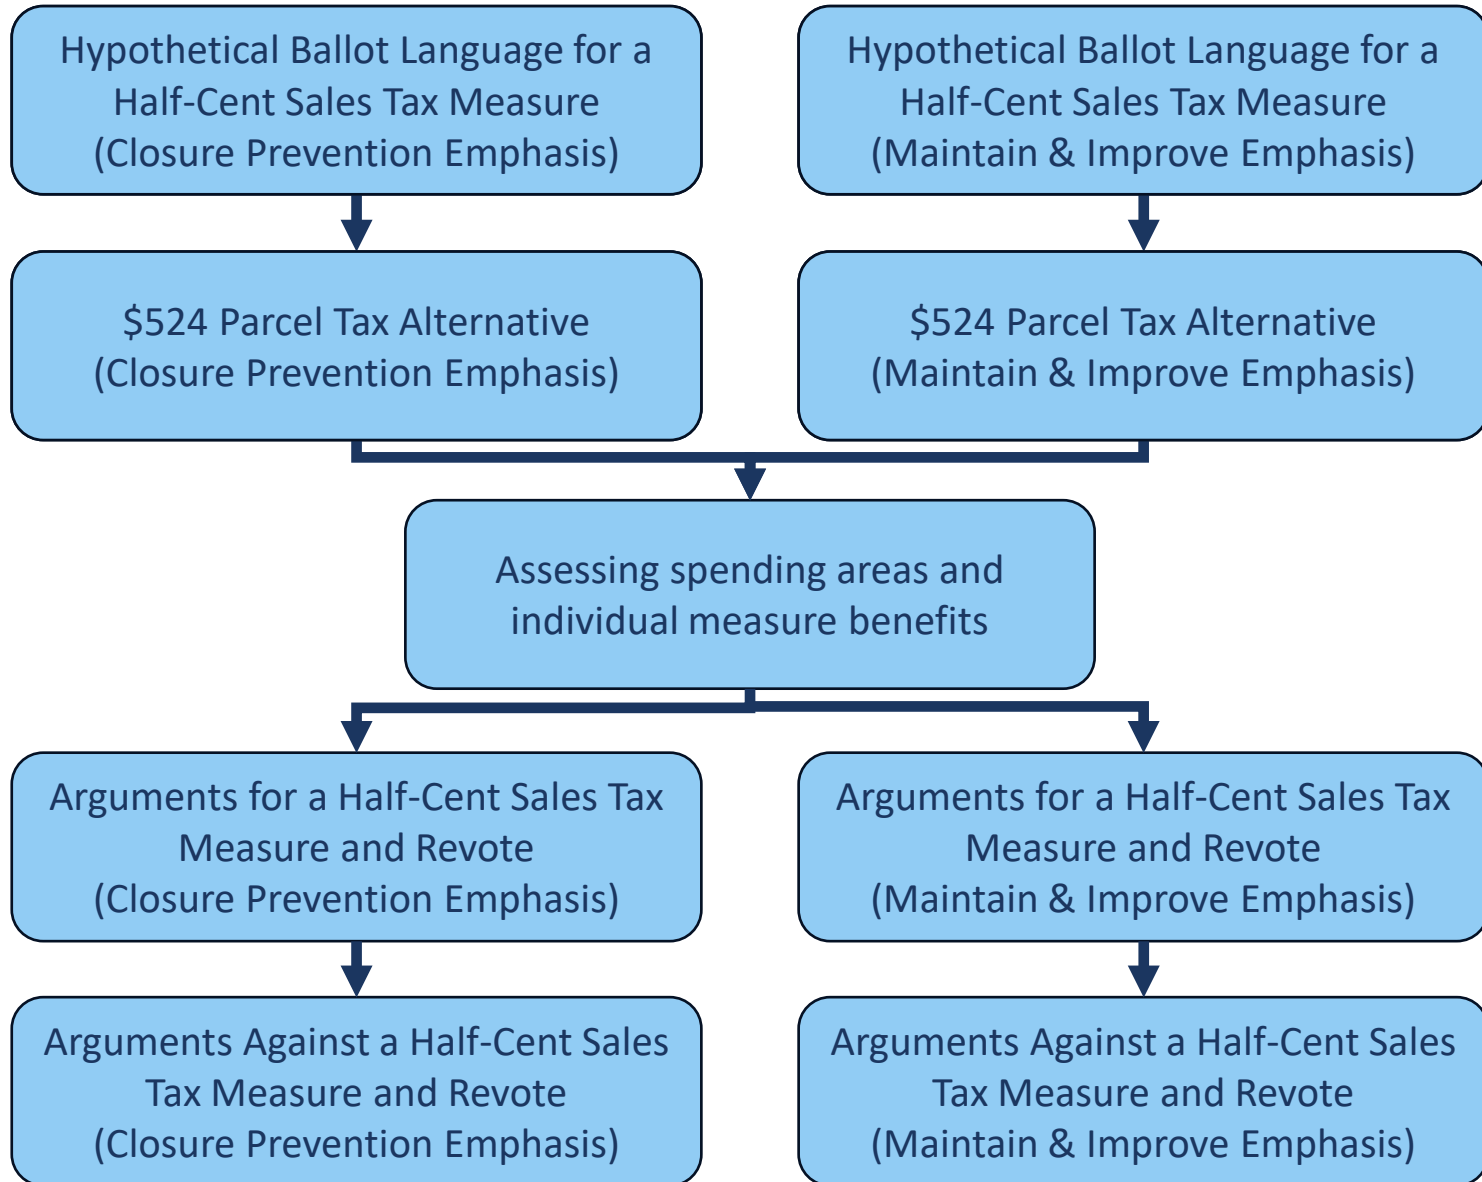 Hypothetical Ballot Language for a
Half-Cent Sales Tax Measure
(Closure Prevention Emphasis)
Hypothetical Ballot Language for a
Half-Cent Sales Tax Measure
(Maintain & Improve Emphasis)
$524 Parcel Tax Alternative
(Closure Prevention Emphasis)
$524 Parcel Tax Alternative
(Maintain & Improve Emphasis)
Assessing spending areas and
individual measure benefits
Arguments for a Half-Cent Sales Tax
Measure and Revote
(Closure Prevention Emphasis)
Arguments for a Half-Cent Sales Tax
Measure and Revote
(Maintain & Improve Emphasis)
Arguments Against a Half-Cent Sales
Tax Measure and Revote
(Closure Prevention Emphasis)
Arguments Against a Half-Cent Sales
Tax Measure and Revote
(Maintain & Improve Emphasis)